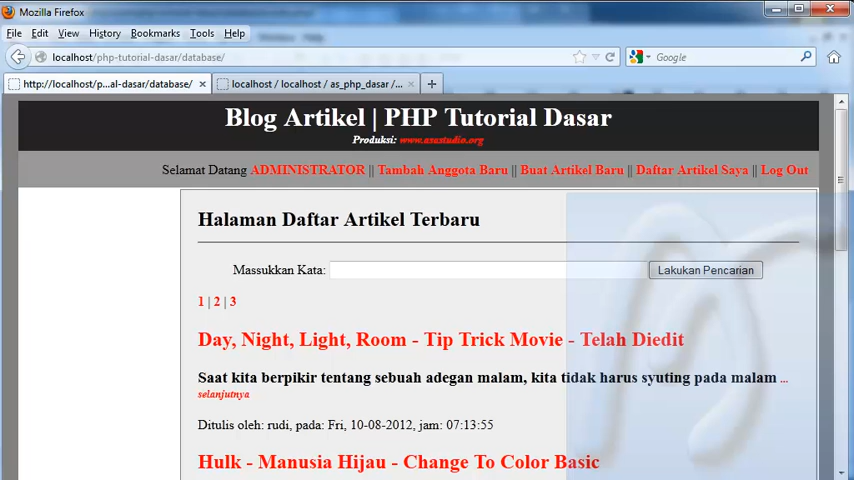 Mozilla Firefox
File Edit View History Bookmarks Tools Help
localhost/php-tutorial-dasar/database/
Google
http://localhost/p...al-dasar/database/
localhost / localhost / as_php_dasar /...
Blog Artikel | PHP Tutorial Dasar
Produksi: www.asastudio.org
Selamat Datang ADMINISTRATOR || Tambah Anggota Baru || Buat Artikel Baru || Daftar Artikel Saya || Log Out
Halaman Daftar Artikel Terbaru
Massukkan Kata:
Lakukan Pencarian
1 | 2 | 3
Day, Night, Light, Room - Tip Trick Movie - Telah Diedit
Saat kita berpikir tentang sebuah adegan malam, kita tidak harus syuting pada malam ...
selanjutnya
Ditulis oleh: rudi, pada: Fri, 10-08-2012, jam: 07:13:55
Hulk - Manusia Hijau - Change To Color Basic